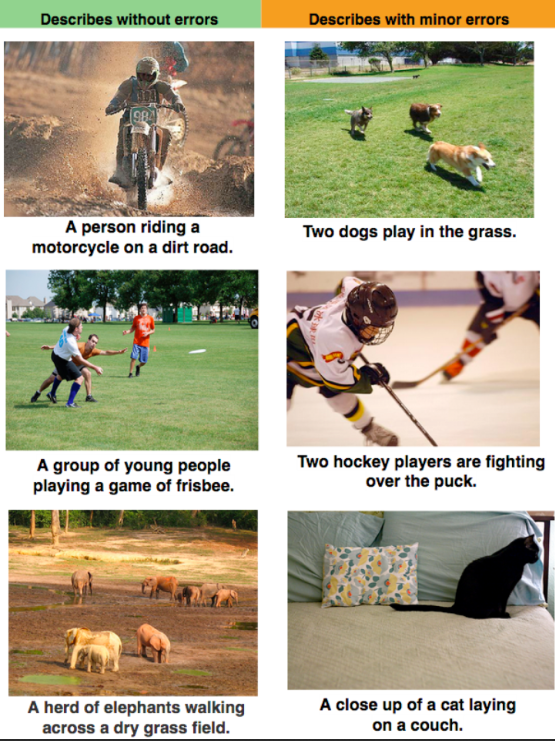 Describes without errors
Describes with minor errors
A person riding a
motorcycle on a dirt road.
Two dogs play in the grass.
A group of young people
playing a game of frisbee.
Two hockey players are fighting
over the puck.
A herd of elephants walking
across a dry grass field.
A close up of a cat laying
on a couch.